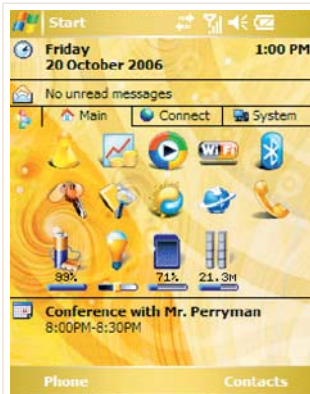 Start
Friday 1:00 PM
20 October 2006
No unread messages
Main Connect System
WiFi
99% 71% 21.3M
Conference with Mr. Perryman
8:00PM-8:30PM
Phone Contacts